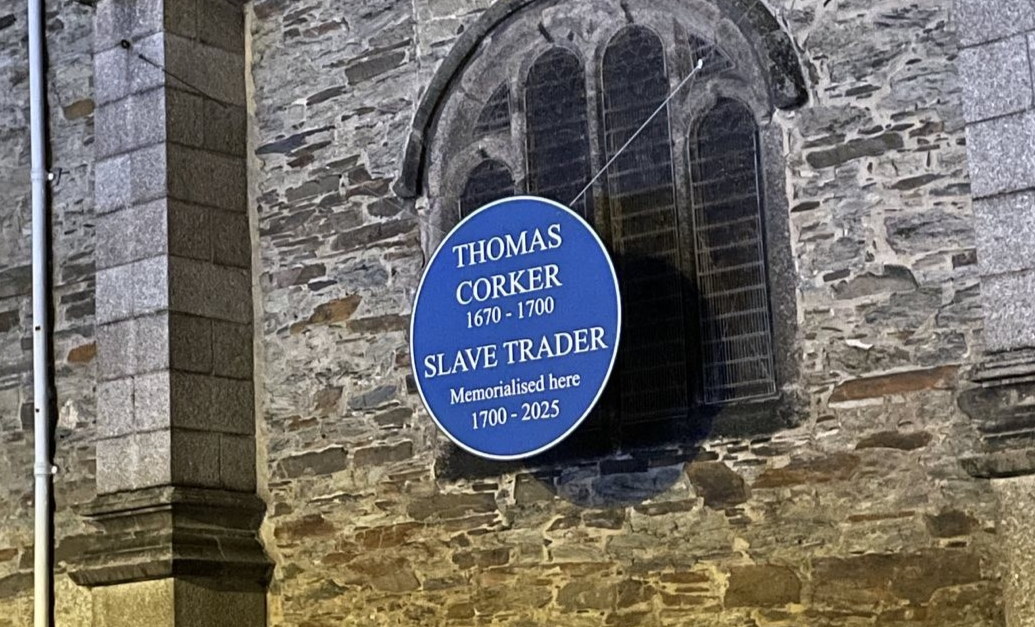 THOMAS
CORKER
1670 - 1700
SLAVE TRADER
Memorialised here
1700 - 2025